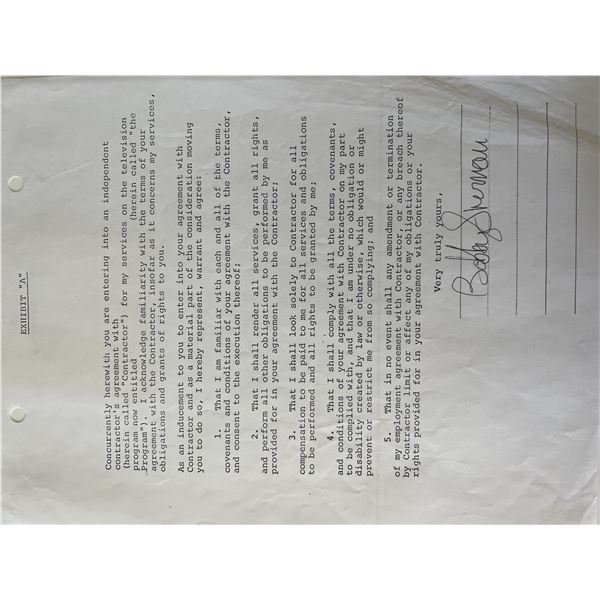 EXHIBIT "A"
Concurrently herewith you are entering into an independent
contractor's agreement with
(herein called "Contractor") for my services on the television
program now entitled (herein called "the
Program"). I acknowledge familiarity with the terms of your
agreement with the Contractor, insofar as it concerns my services,
obligations and grants of rights to you.
As an inducement to you to enter into your agreement with
Contractor and as a material part of the consideration moving
you to do so, I hereby represent, warrant and agree:
1. That I am familiar with each and all of the terms,
covenants and conditions of your agreement with the Contractor,
and consent to the execution thereof;
2. That I shall render all services, grant all rights,
and perform all other obligations to be performed by me as
provided for in your agreement with the Contractor;
3. That I shall look solely to Contractor for all
compensation to be paid to me for all services and obligations
to be performed and all rights to be granted by me;
4. That I shall comply with all the terms, covenants,
and conditions of your agreement with Contractor on my part
to be complied with, and that I am under no obligation or
disability created by law or otherwise, which would or might
prevent or restrict me from so complying; and
5. That in no event shall any amendment or termination
of my employment agreement with Contractor, or any breach thereof
by Contractor limit or affect any of my obligations or your
rights provided for in your agreement with Contractor.
Very truly yours,
Bobby Sherman